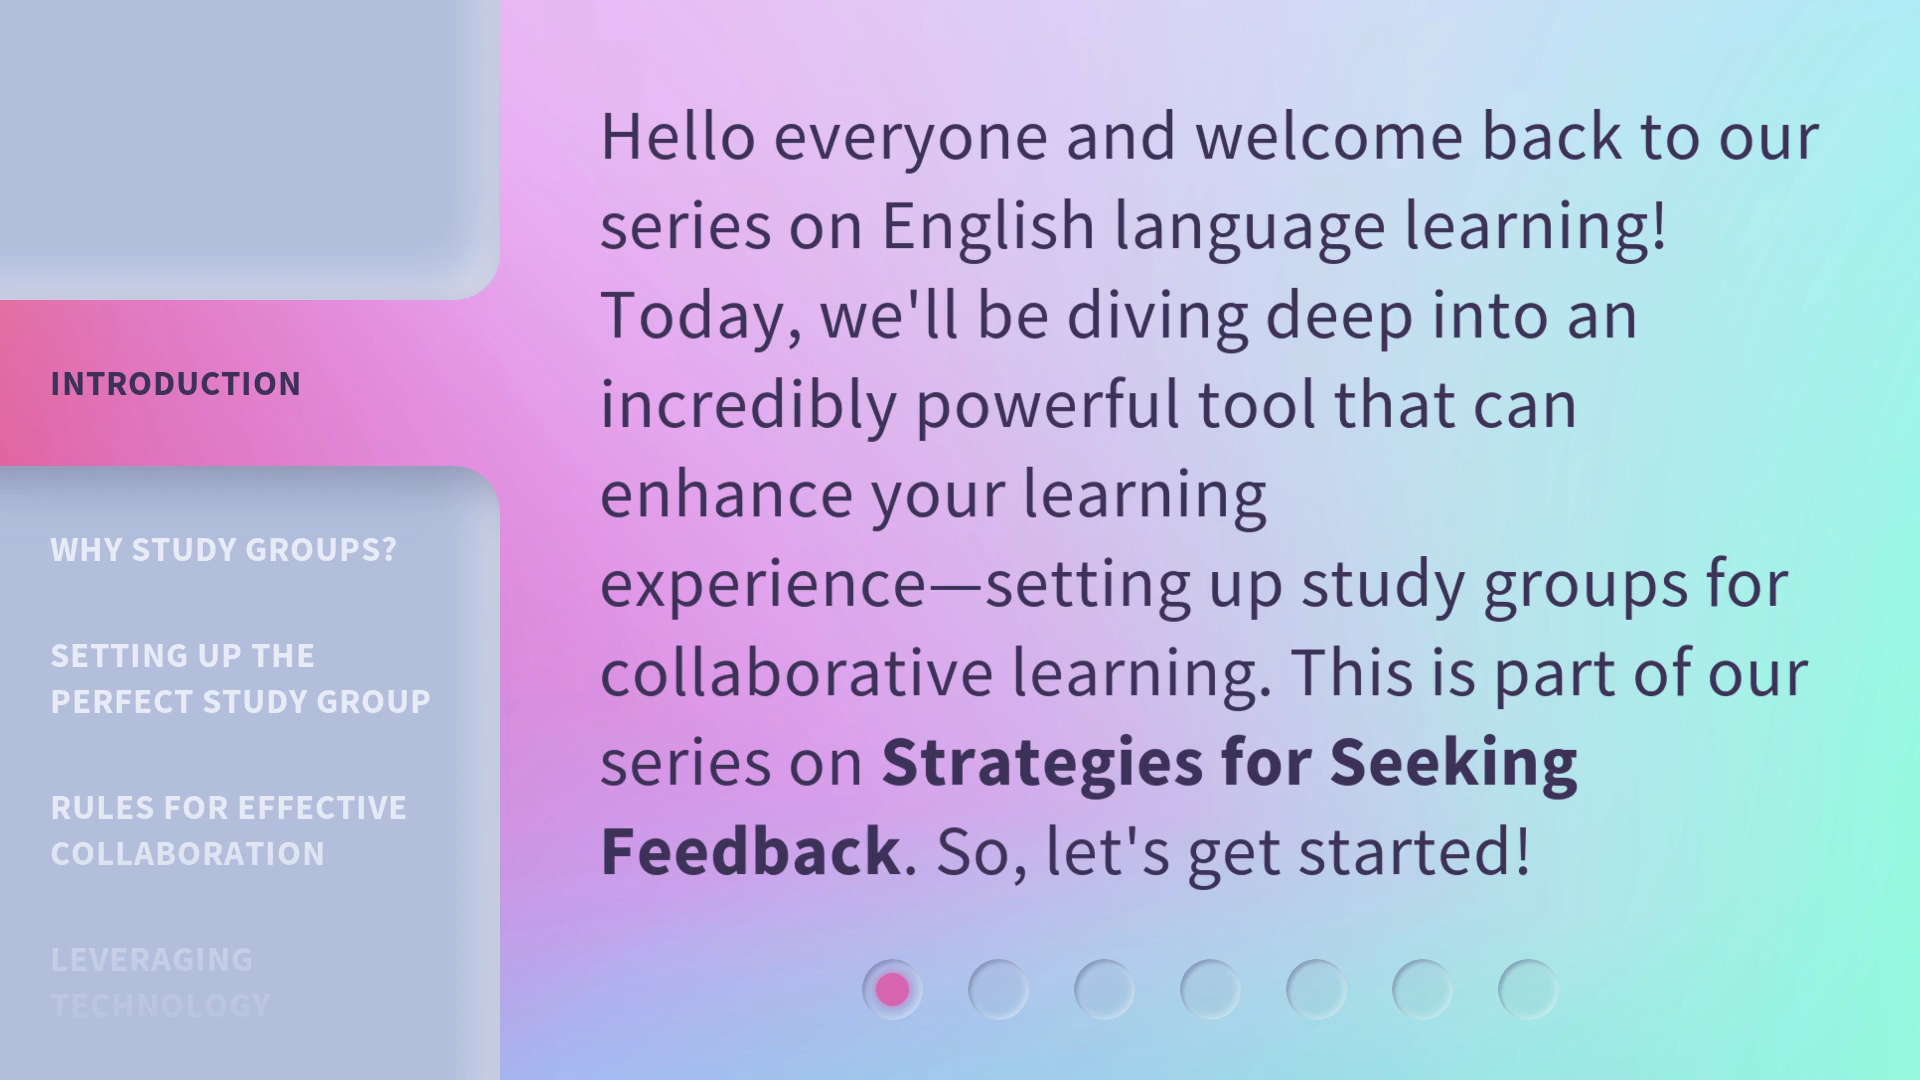 INTRODUCTION
WHY STUDY GROUPS?
SETTING UP THE
PERFECT STUDY GROUP
RULES FOR EFFECTIVE
COLLABORATION
LEVERAGING
TECHNOLOGY
Hello everyone and welcome back to our
series on English language learning!
Today, we'll be diving deep into an
incredibly powerful tool that can
enhance your learning
experience—setting up study groups for
collaborative learning. This is part of our
series on Strategies for Seeking
Feedback. So, let's get started!